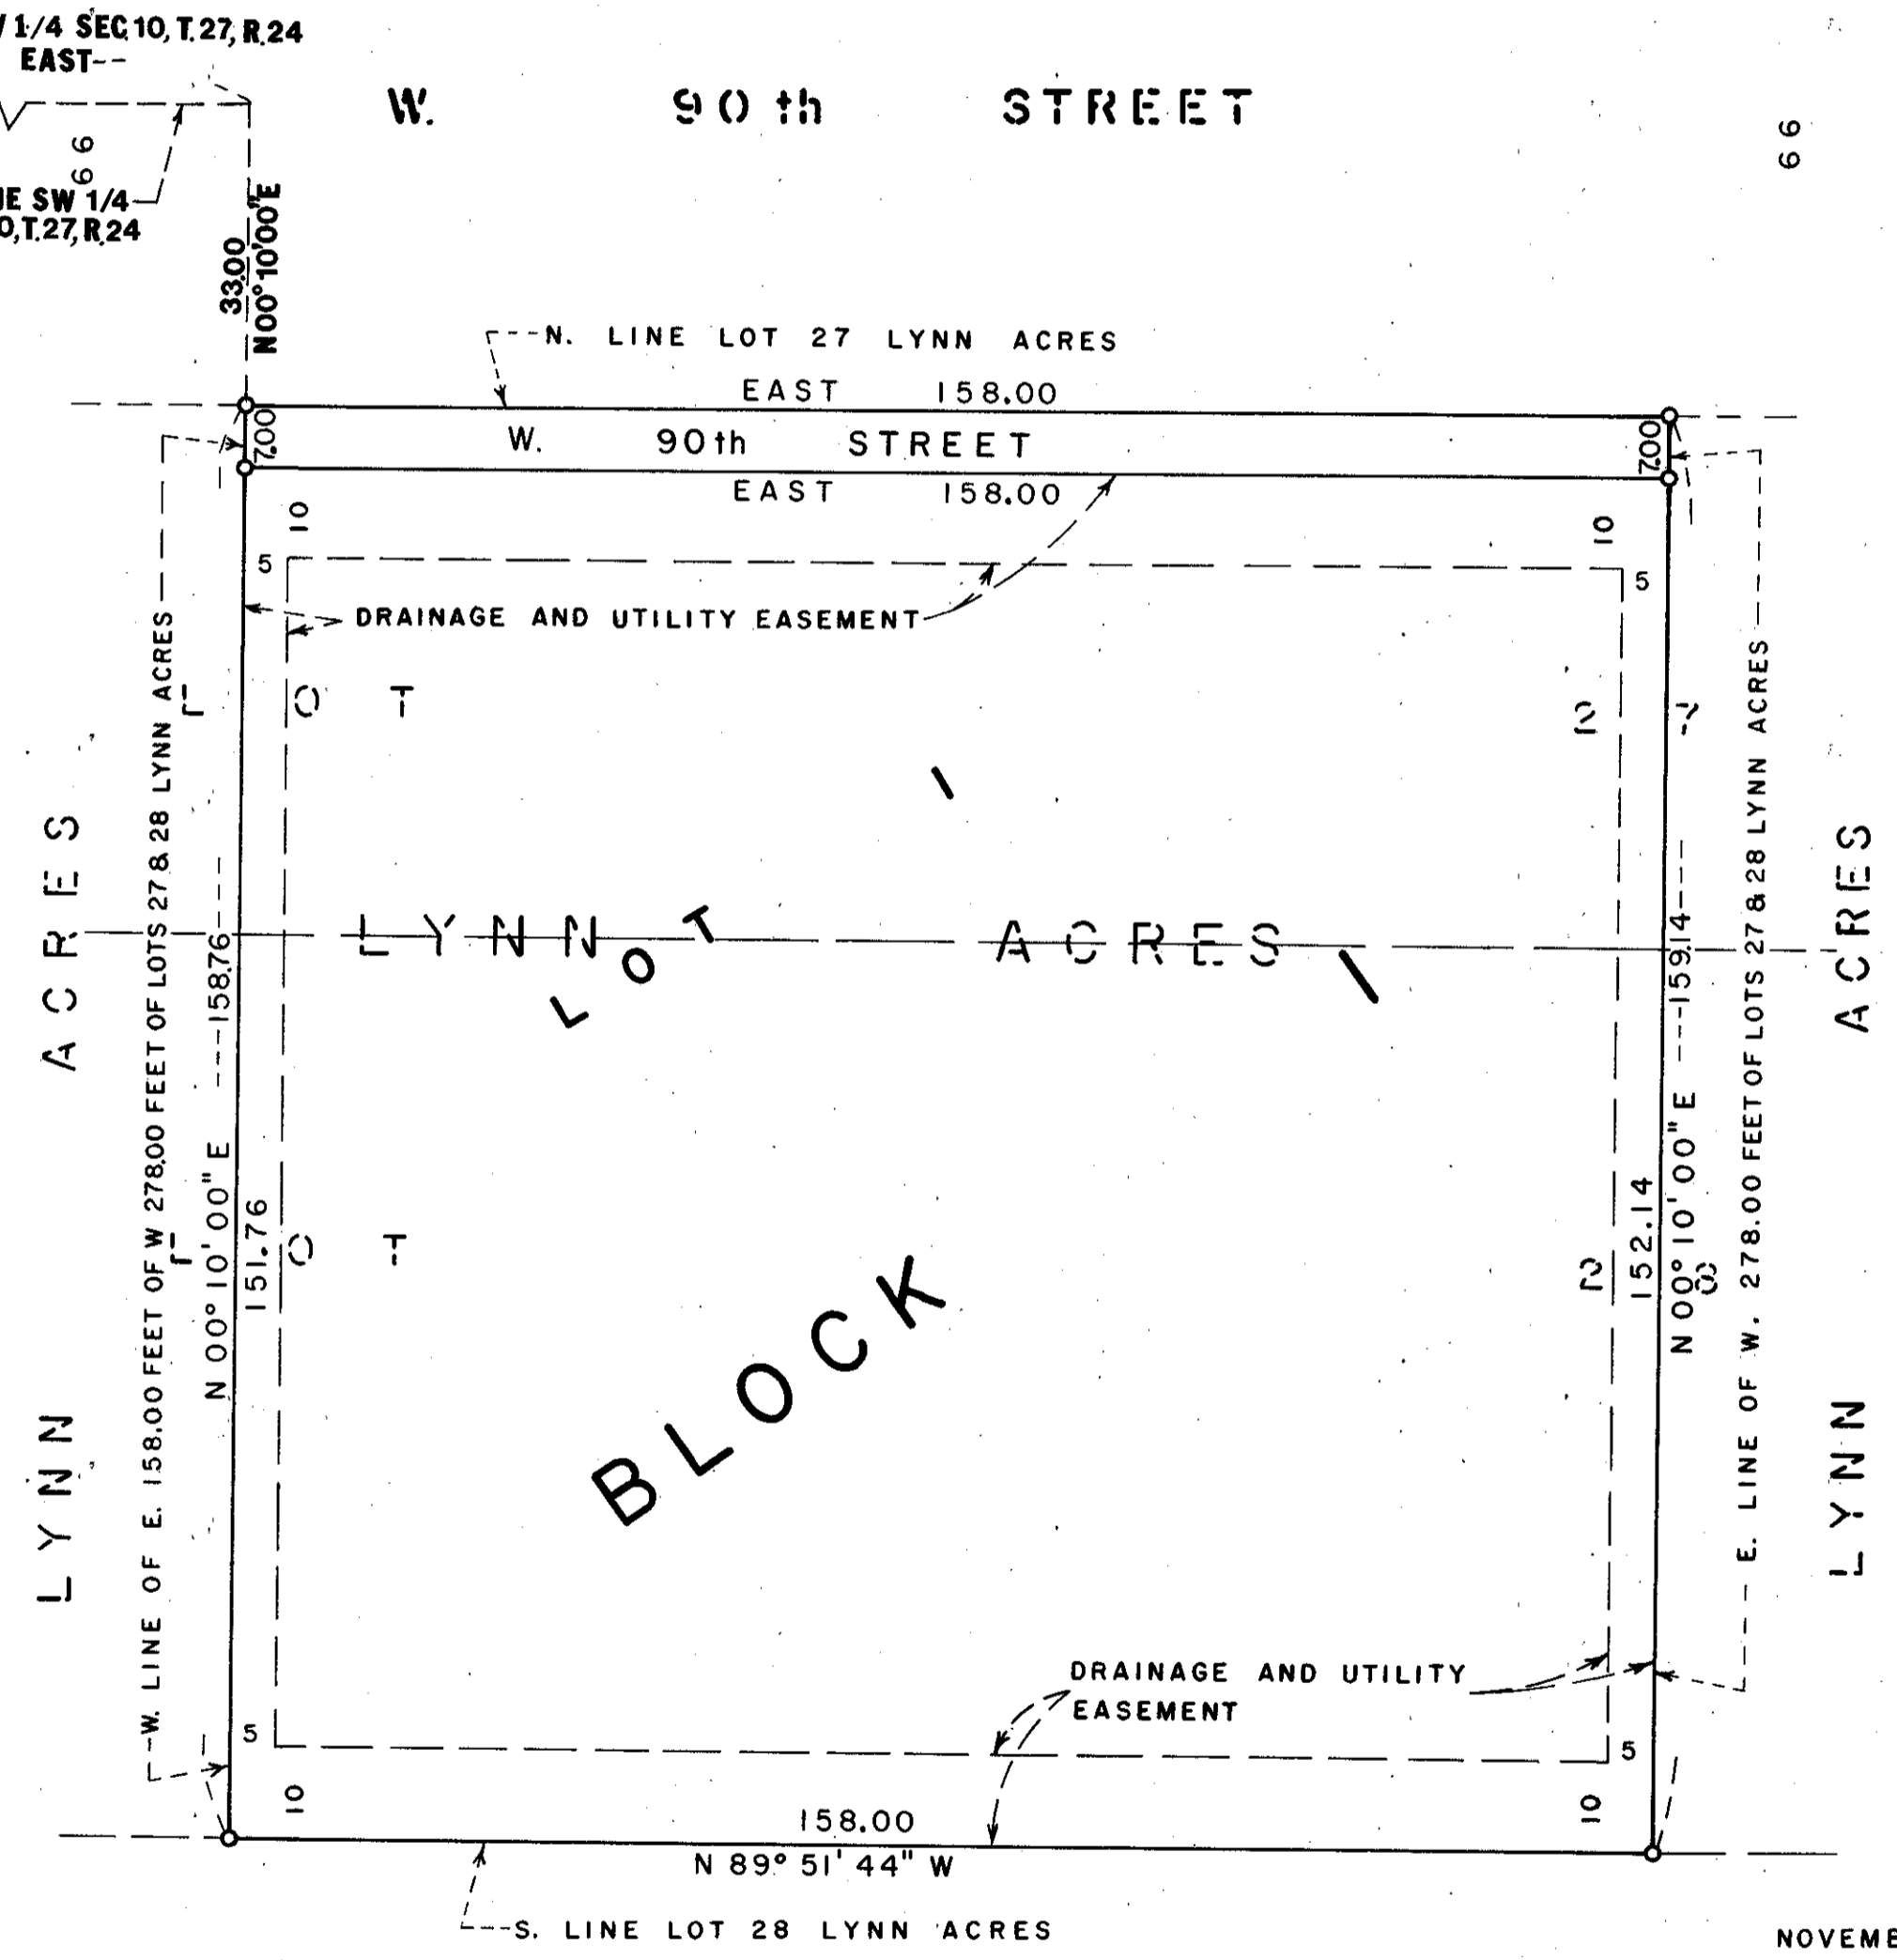 1/4 SEC 10, T.27, R.24
EAST--
W. 90th STREET
66
66
SW 1/4
T.27, R.24
33.00
N00°10'00"E
N. LINE LOT 27 LYNN ACRES
EAST 158.00
7.00
W. 90th STREET
7.00
EAST 158.00
10
10
5
5
DRAINAGE AND UTILITY EASEMENT
LOT 27
LYNN ACRES
LOT 1
LOT 28
BLOCK 1
LYNN ACRES
W. LINE OF E. 158.00 FEET OF W 278.00 FEET OF LOTS 27 & 28 LYNN ACRES
N 00° 10' 00" E ---158.76---
151.76
152.14
N 00° 10' 00" E ---159.14---
E. LINE OF W. 278.00 FEET OF LOTS 27 & 28 LYNN ACRES
LYNN ACRES
DRAINAGE AND UTILITY
EASEMENT
5
5
10
10
158.00
N 89° 51' 44" W
S. LINE LOT 28 LYNN ACRES